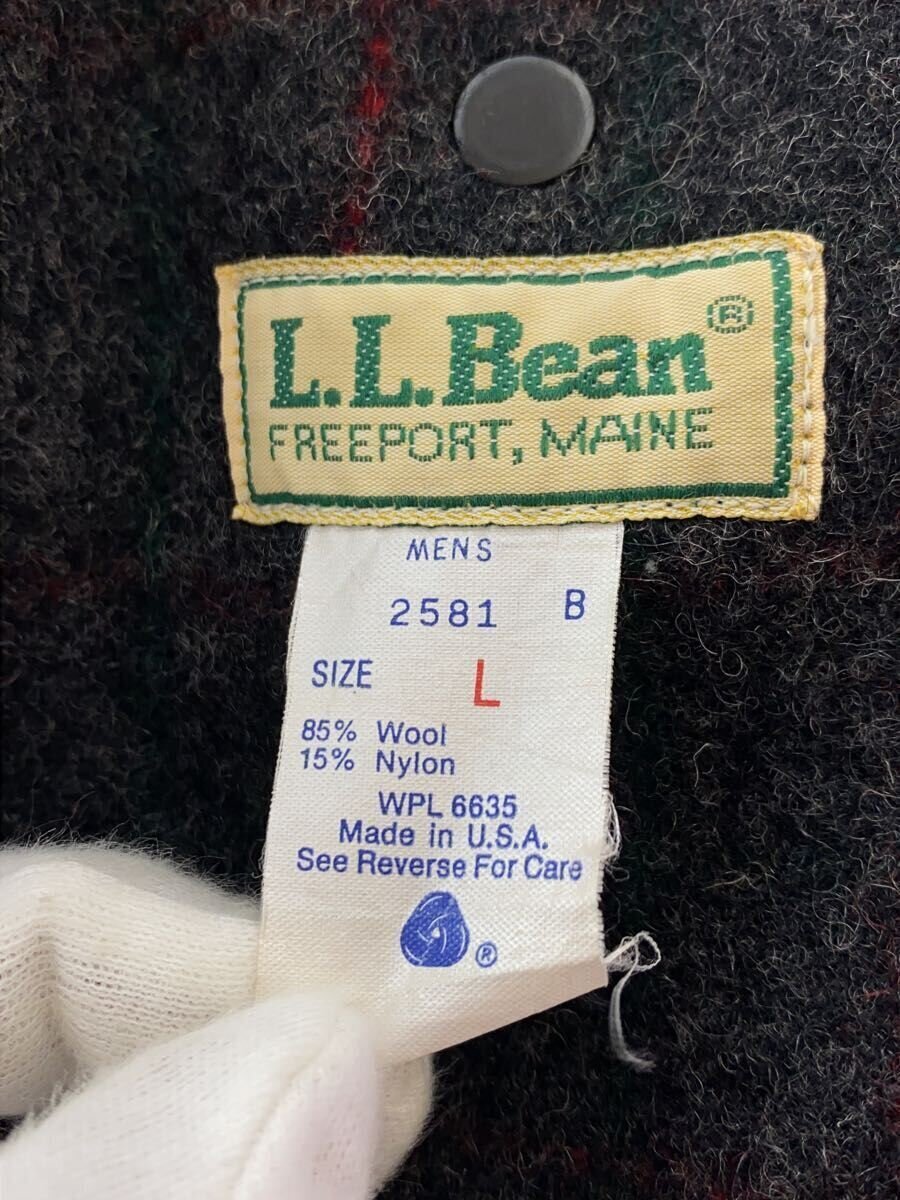 L.L.Bean®
FREEPORT, MAINE
MENS
2581 B
SIZE L
85% Wool
15% Nylon
WPL 6635
Made in U.S.A.
See Reverse For Care
®